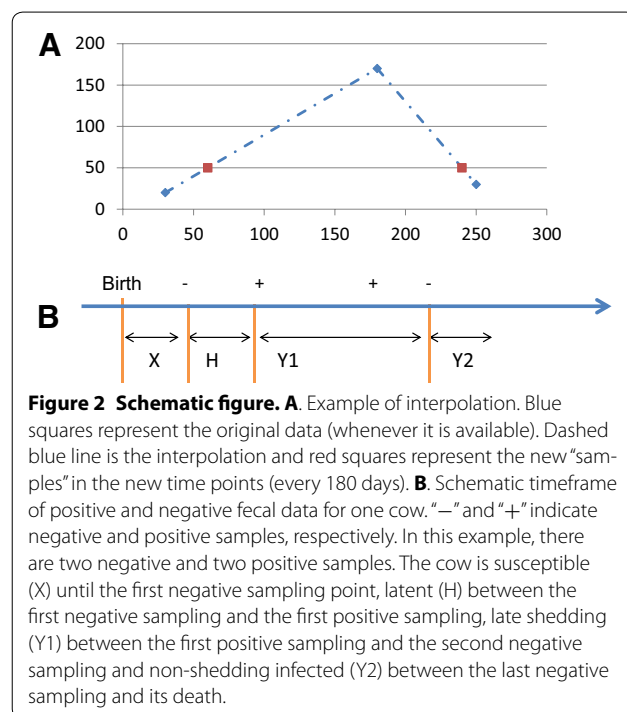 A
200
150
100
50
0
0 50 100 150 200 250 300
Birth - + + -
B
X H Y1 Y2
Figure 2 Schematic figure. A. Example of interpolation. Blue
squares represent the original data (whenever it is available). Dashed
blue line is the interpolation and red squares represent the new “sam-
ples” in the new time points (every 180 days). B. Schematic timeframe
of positive and negative fecal data for one cow. “−” and “+” indicate
negative and positive samples, respectively. In this example, there
are two negative and two positive samples. The cow is susceptible
(X) until the first negative sampling point, latent (H) between the
first negative sampling and the first positive sampling, late shedding
(Y1) between the first positive sampling and the second negative
sampling and non-shedding infected (Y2) between the last negative
sampling and its death.